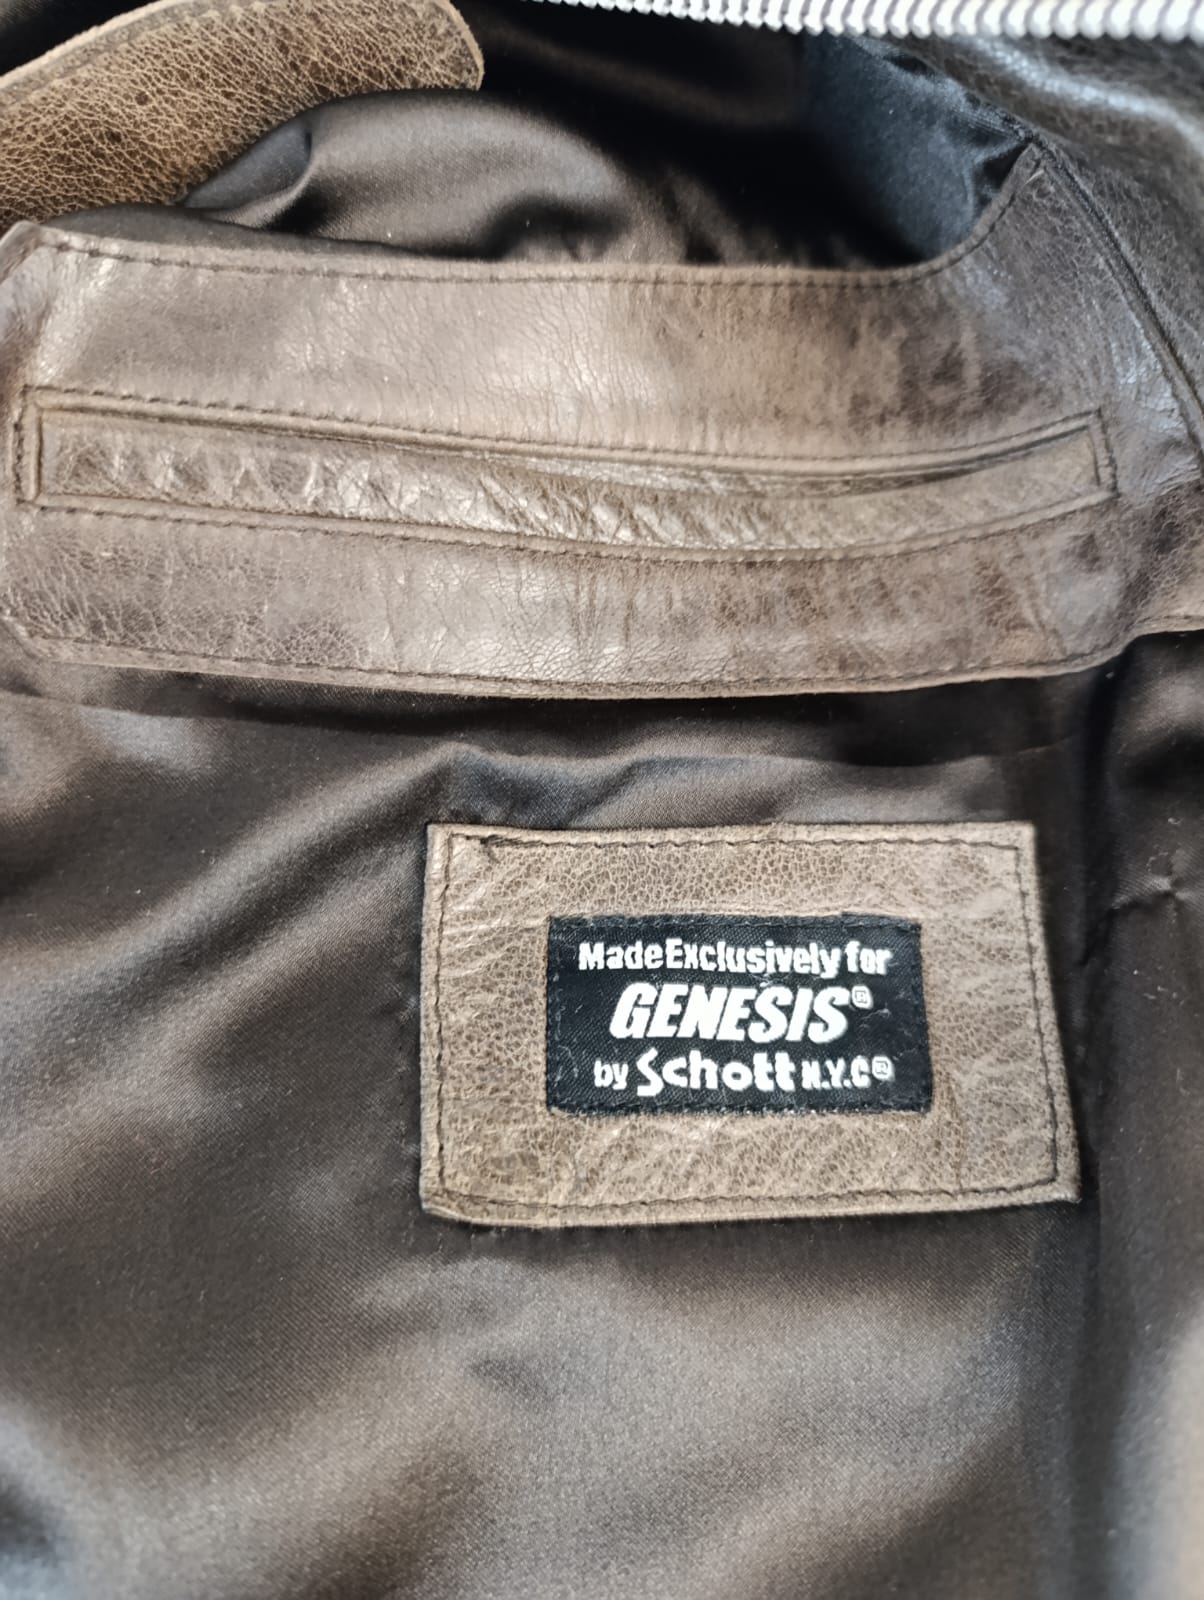 Made Exclusively for
GENESIS®
by Schott N.Y.C®